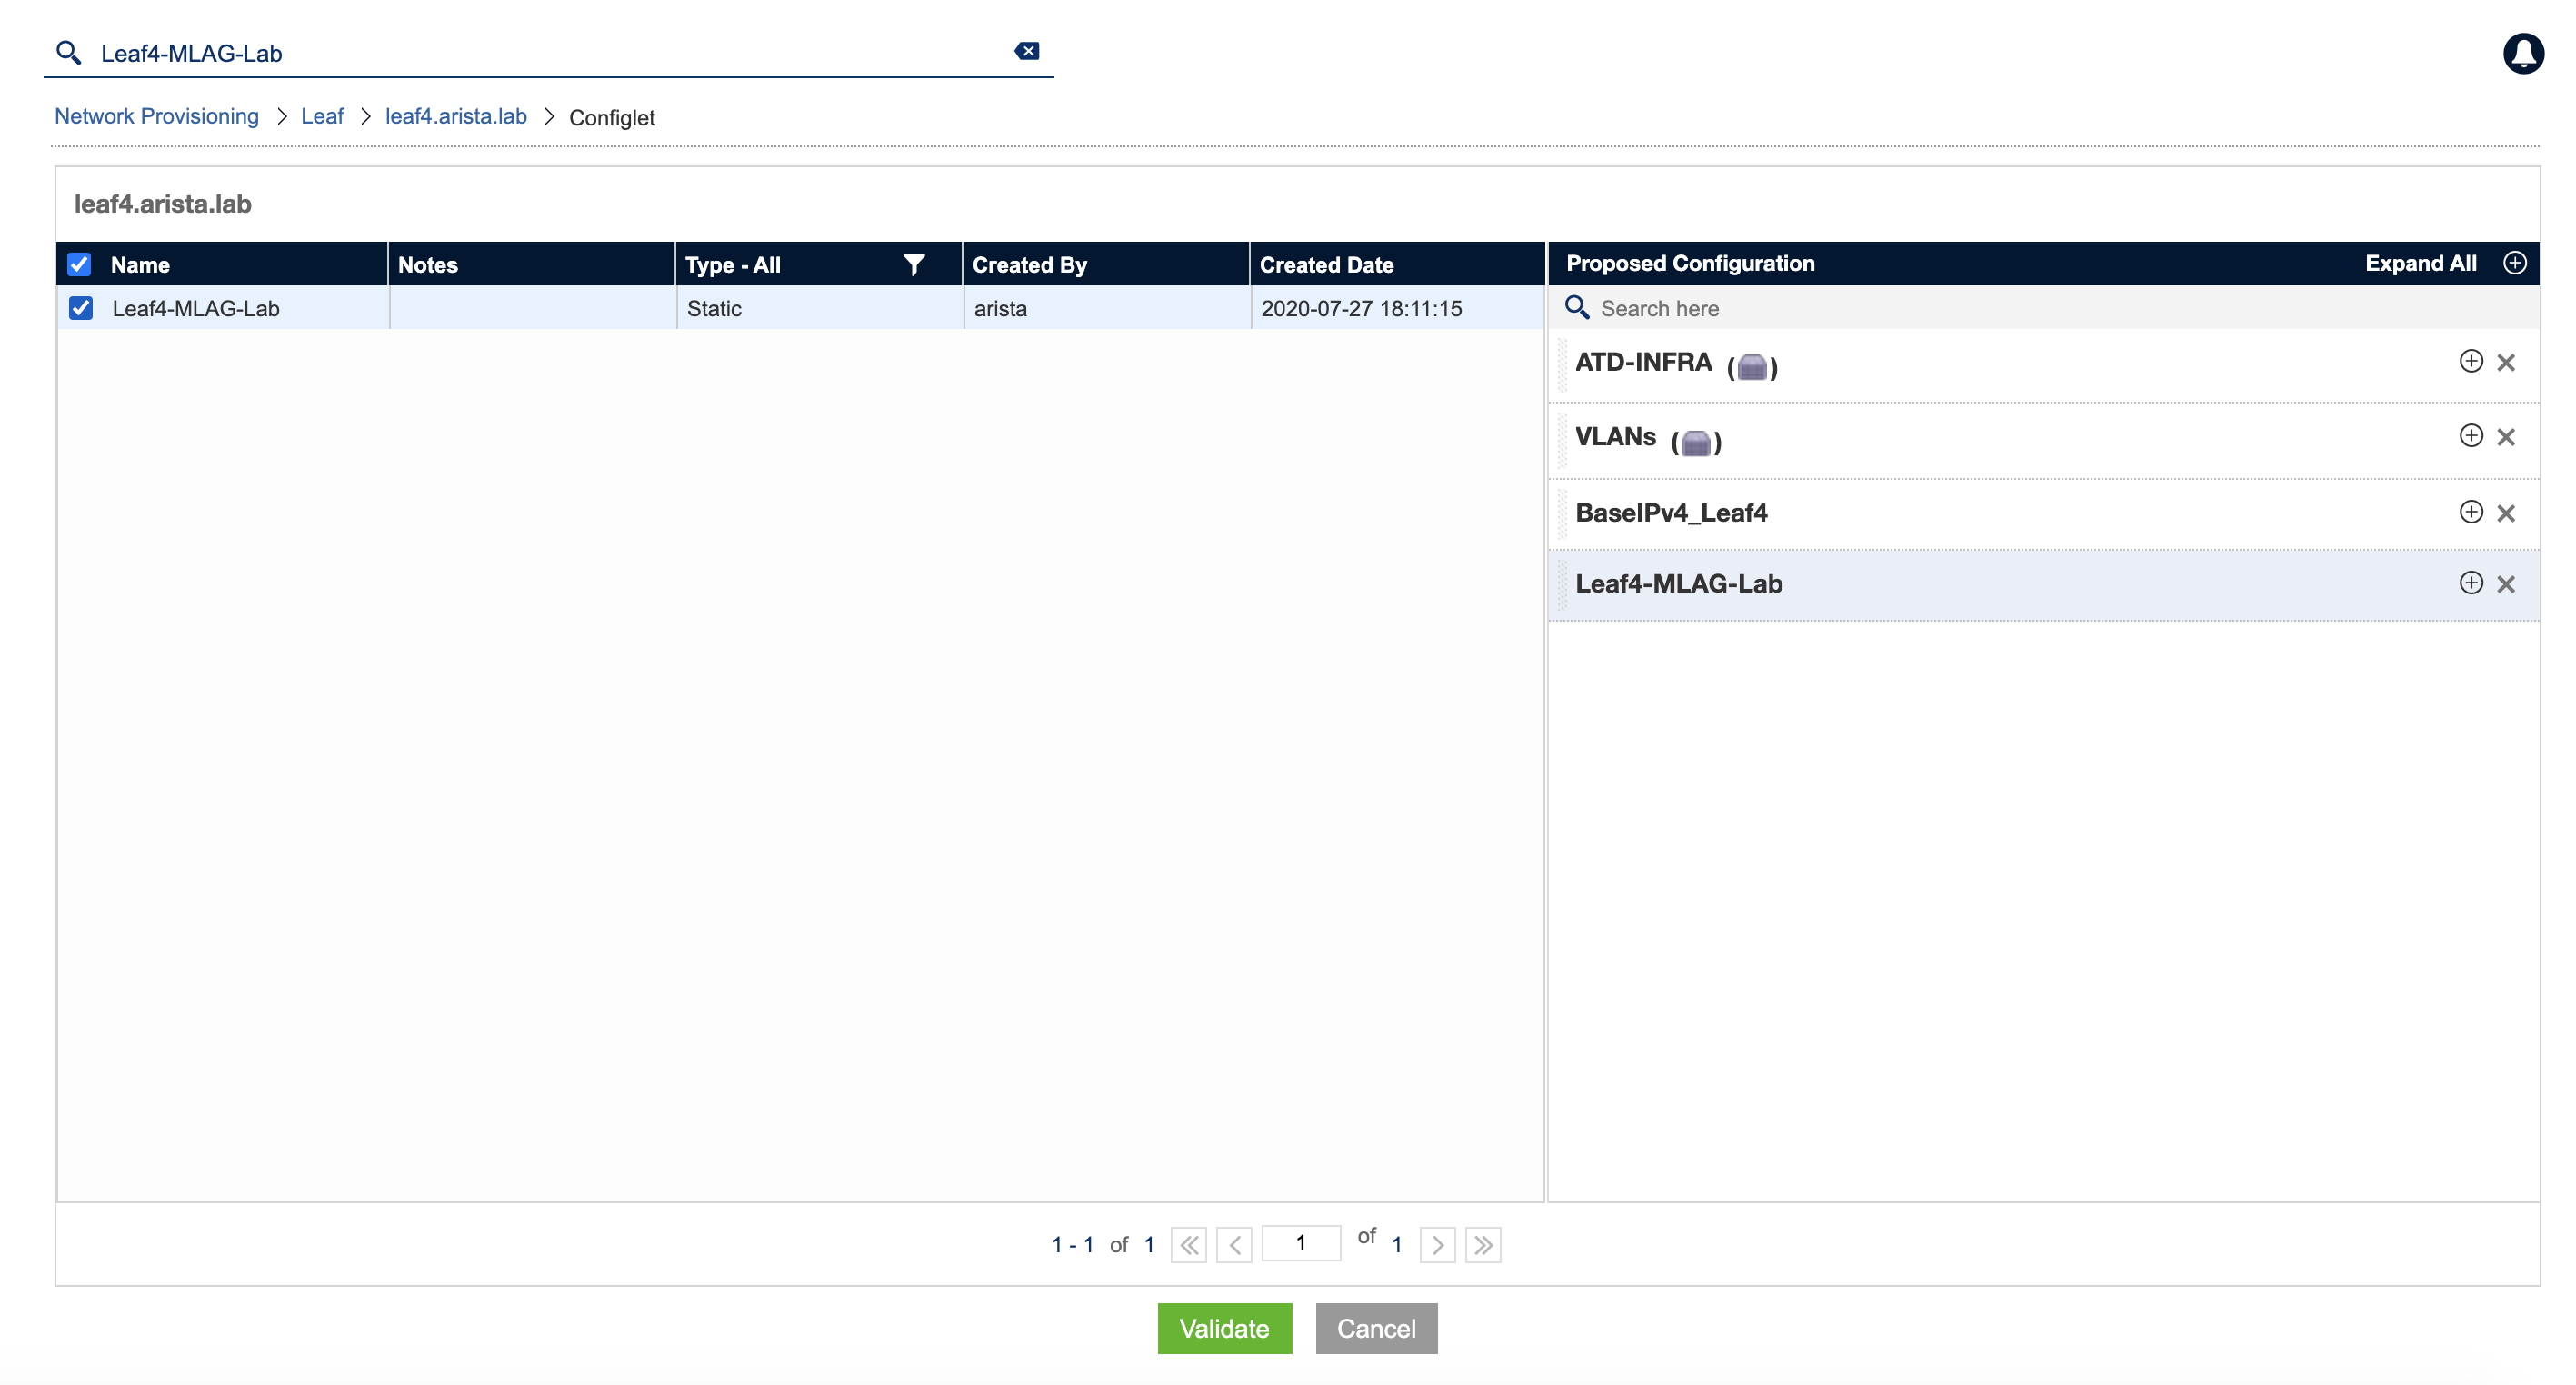 Leaf4-MLAG-Lab
Network Provisioning > Leaf > leaf4.arista.lab > Configlet
leaf4.arista.lab
Name Notes Type - All Created By Created Date
Leaf4-MLAG-Lab Static arista 2020-07-27 18:11:15
Proposed Configuration Expand All
Search here
ATD-INFRA ( )
VLANs ( )
BaseIPv4_Leaf4
Leaf4-MLAG-Lab
1 - 1 of 1 1 of 1
Validate Cancel